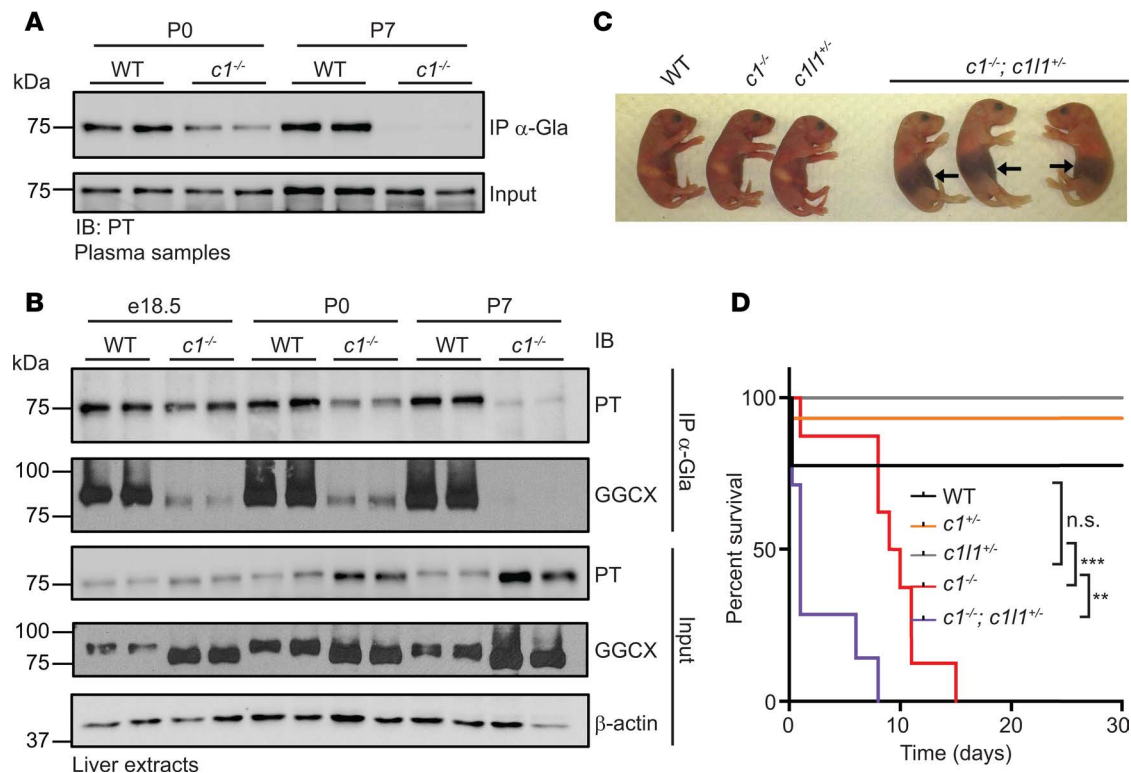 A
P0 P7
WT c1-/- WT c1-/-
kDa
75 IP α-Gla
75 Input
IB: PT
Plasma samples
B
e18.5 P0 P7
WT c1-/- WT c1-/- WT c1-/- IB
kDa
75 PT
100
75 GGCX
IP α-Gla
75 PT
100
75 GGCX
Input
37 β-actin
Liver extracts
C
WT c1-/- c1l1+/- c1-/-; c1l1+/-
D
Percent survival
100
50
0
0 10 20 30
Time (days)
WT
c1+/-
c1l1+/-
c1-/-
c1-/-; c1l1+/-
n.s.
***
**